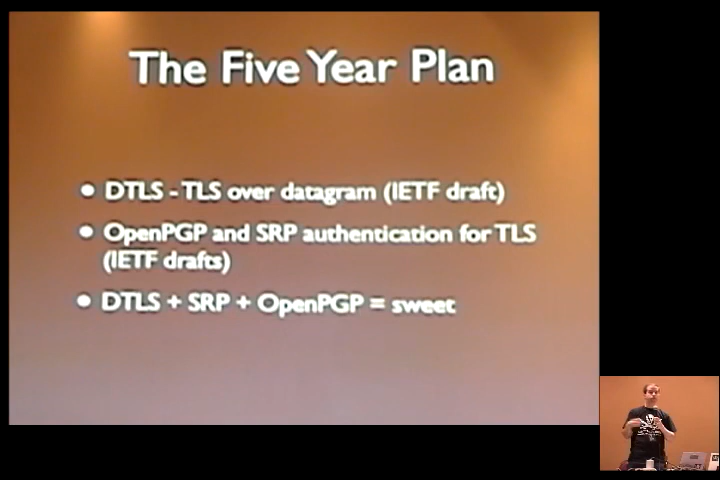 The Five Year Plan
• DTLS - TLS over datagram (IETF draft)
• OpenPGP and SRP authentication for TLS
(IETF drafts)
• DTLS + SRP + OpenPGP = sweet